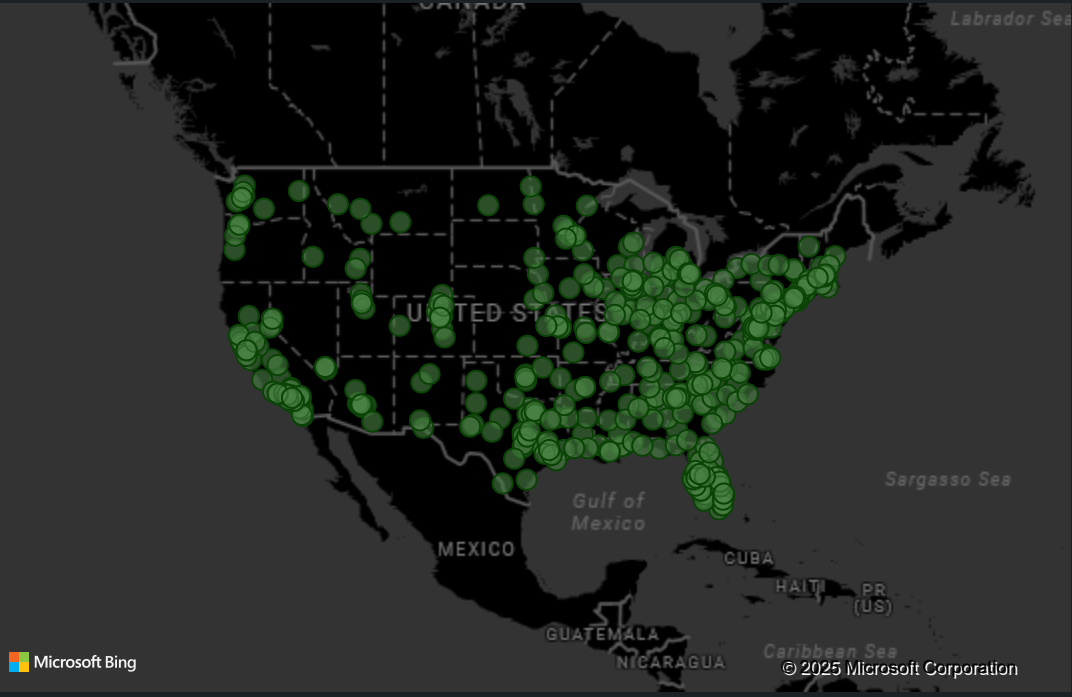 CANADA
Labrador Sea
UNITED STATES
Sargasso Sea
Gulf of
Mexico
MEXICO
CUBA
HAITI
PR
(US)
GUATEMALA
Caribbean Sea
NICARAGUA
Microsoft Bing
© 2025 Microsoft Corporation